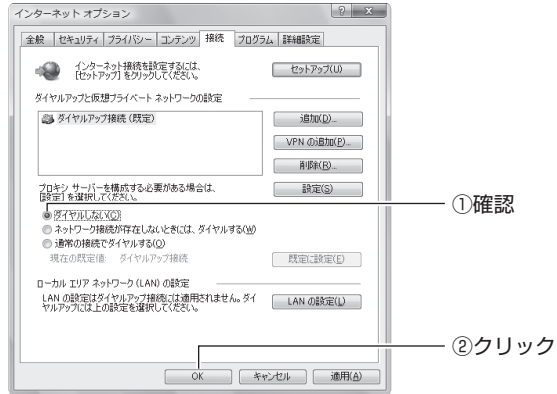 インターネット オプション
全般 セキュリティ プライバシー コンテンツ 接続 プログラム 詳細設定
インターネット接続を設定するには、
[セットアップ] をクリックしてください。
セットアップ(U)
ダイヤルアップと仮想プライベート ネットワークの設定
ダイヤルアップ接続 (既定)
追加(D)...
VPN の追加(P)...
削除(R)...
プロキシ サーバーを構成する必要がある場合は、
[設定] を選択してください。
設定(S)
ダイヤルしない(C)
①確認
ネットワーク接続が存在しないときには、ダイヤルする(W)
通常の接続でダイヤルする(O)
現在の既定値: ダイヤルアップ接続
既定に設定(E)
ローカル エリア ネットワーク (LAN) の設定
LAN の設定はダイヤルアップ接続には適用されません。ダイ
ヤルアップには上の設定を選択してください。
LAN の設定(L)
②クリック
OK キャンセル 適用(A)